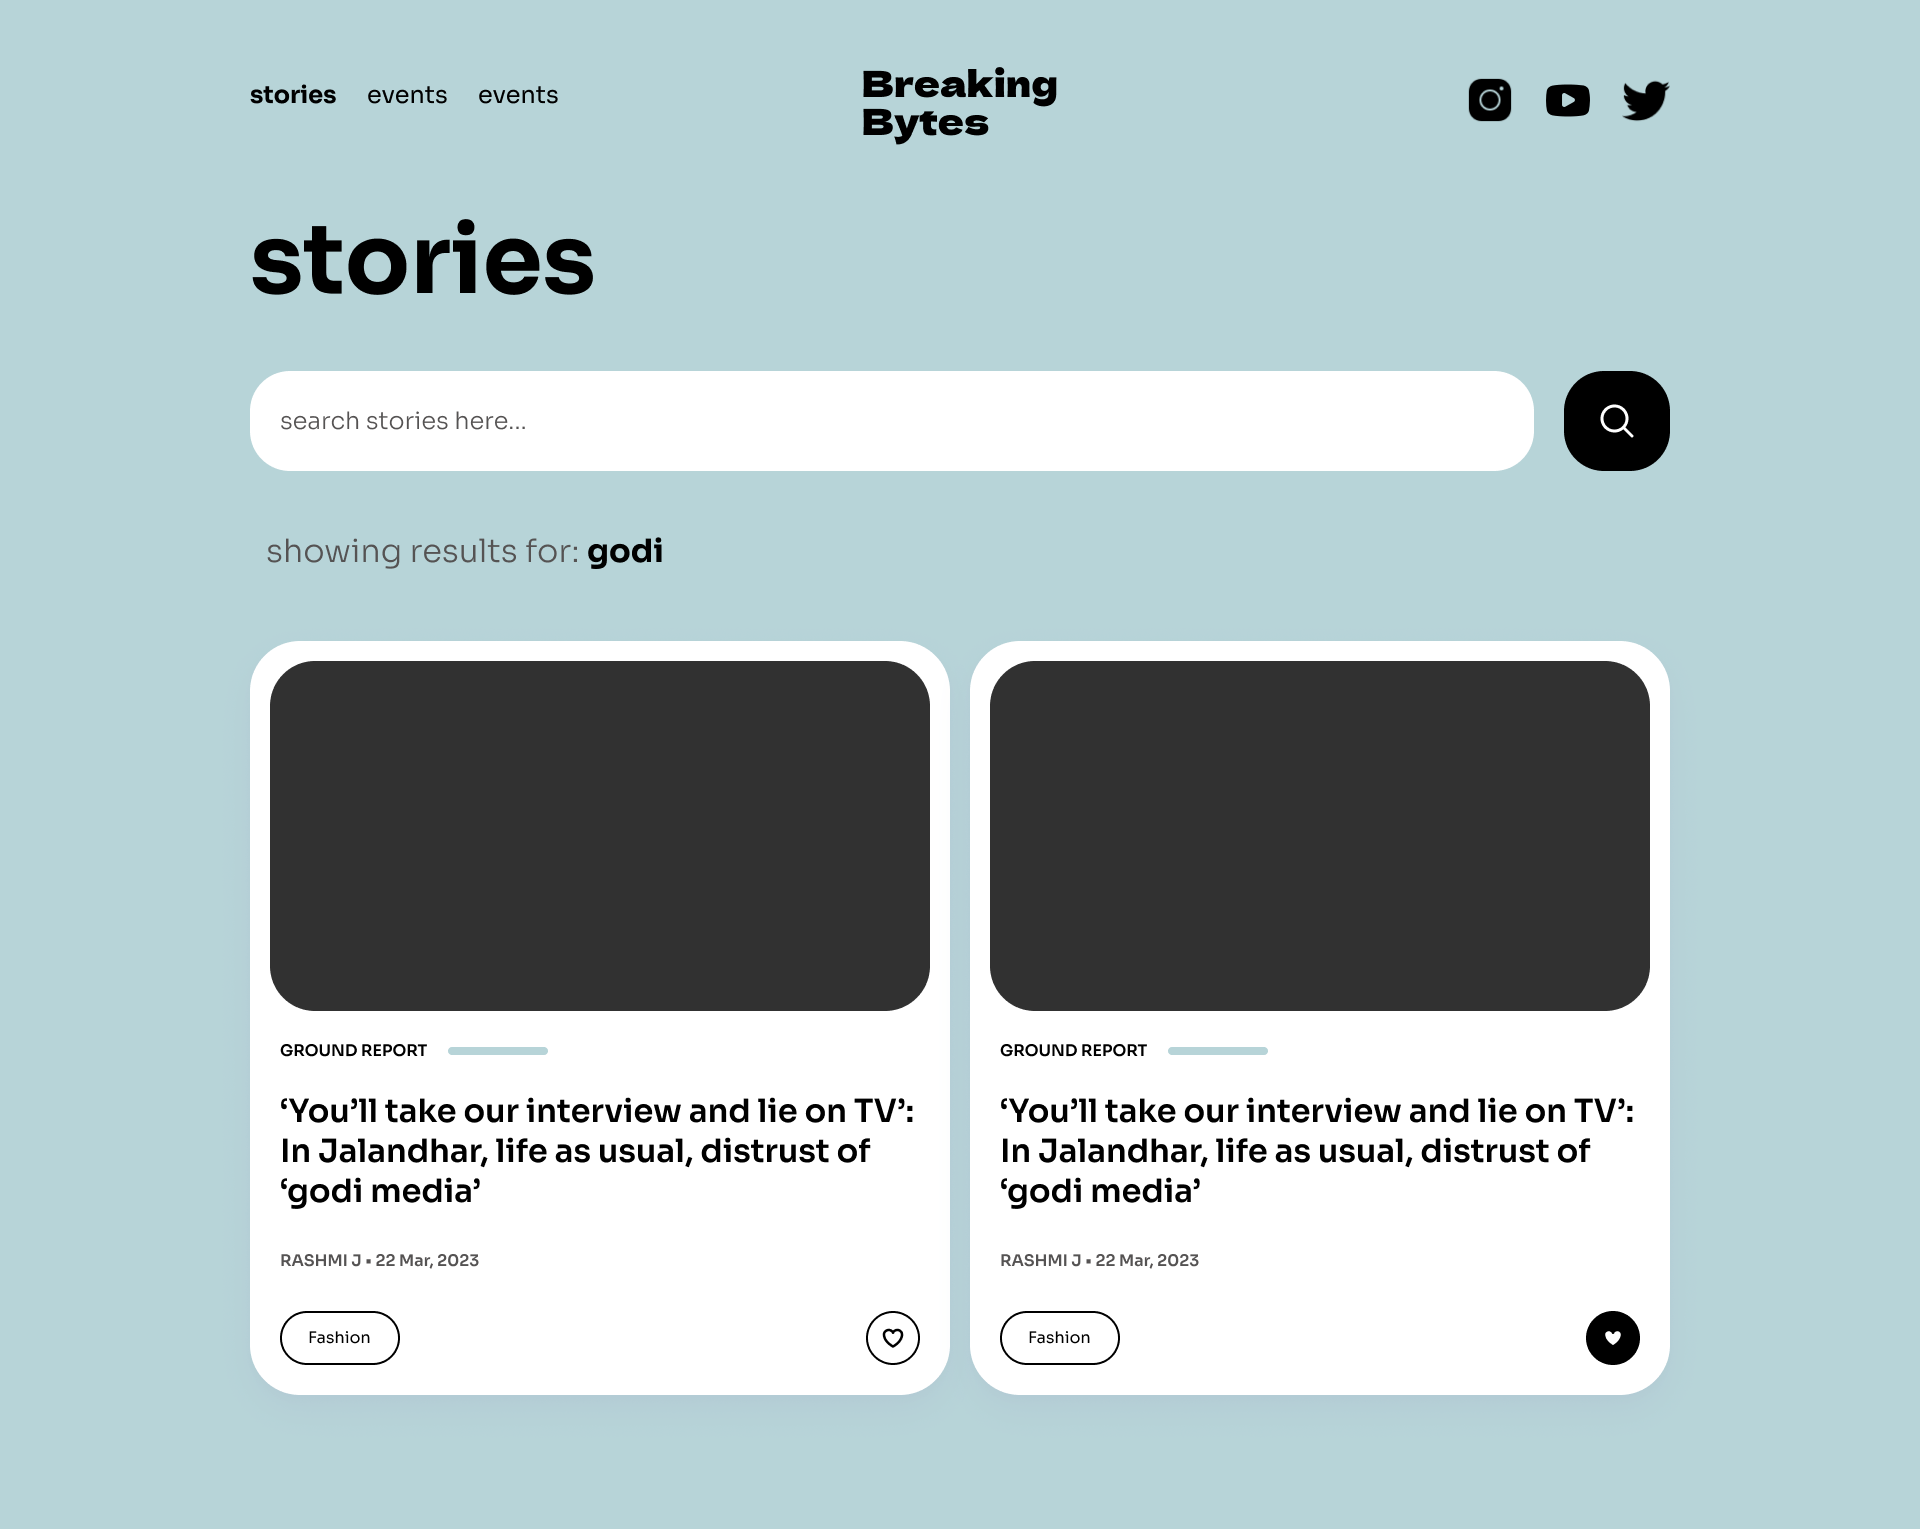 stories events events
Breaking
Bytes
stories
search stories here...
showing results for: godi
GROUND REPORT
‘You’ll take our interview and lie on TV’:
In Jalandhar, life as usual, distrust of
‘godi media’
RASHMI J • 22 Mar, 2023
Fashion
GROUND REPORT
‘You’ll take our interview and lie on TV’:
In Jalandhar, life as usual, distrust of
‘godi media’
RASHMI J • 22 Mar, 2023
Fashion